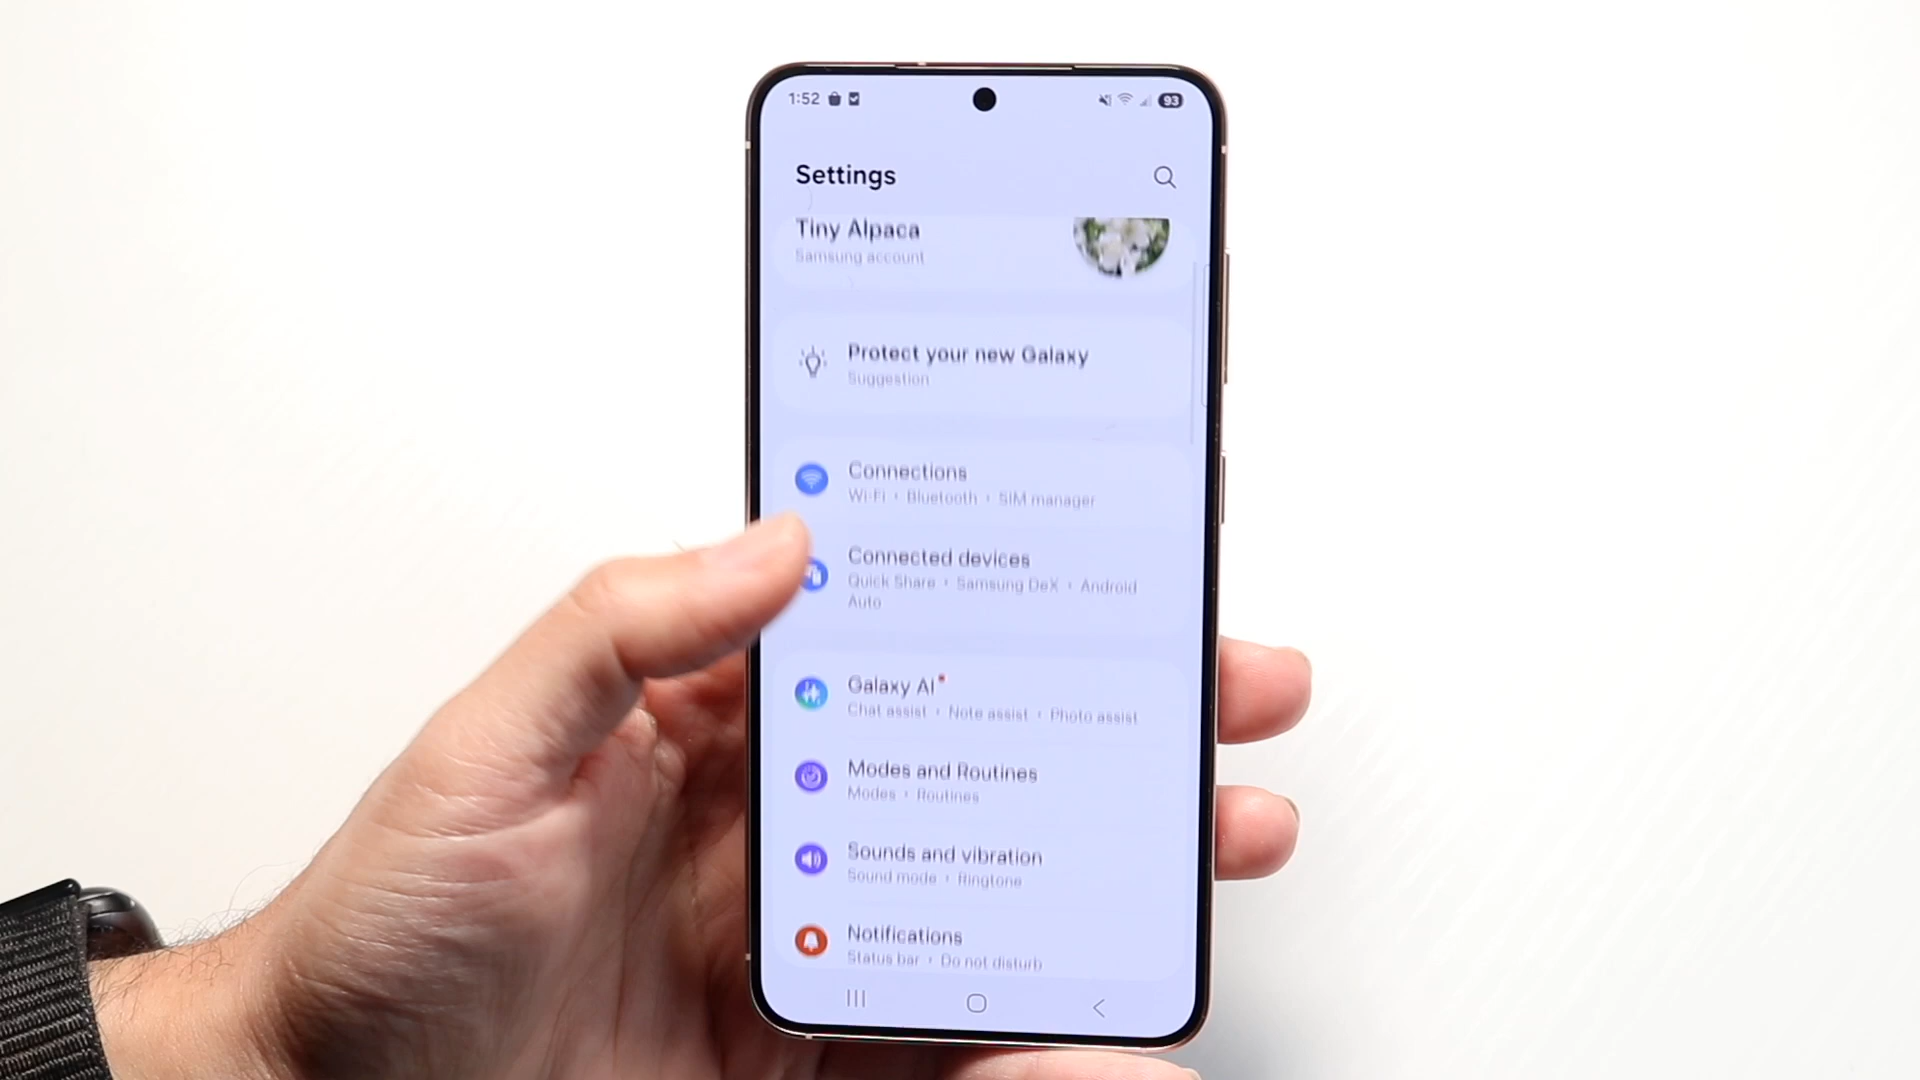 1:52
93
Settings
Tiny Alpaca
Samsung account
Protect your new Galaxy
Suggestion
Connections
Wi-Fi • Bluetooth • SIM manager
Connected devices
Quick Share • Samsung DeX • Android
Auto
Galaxy AI
Chat assist • Note assist • Photo assist
Modes and Routines
Modes • Routines
Sounds and vibration
Sound mode • Ringtone
Notifications
Status bar • Do not disturb